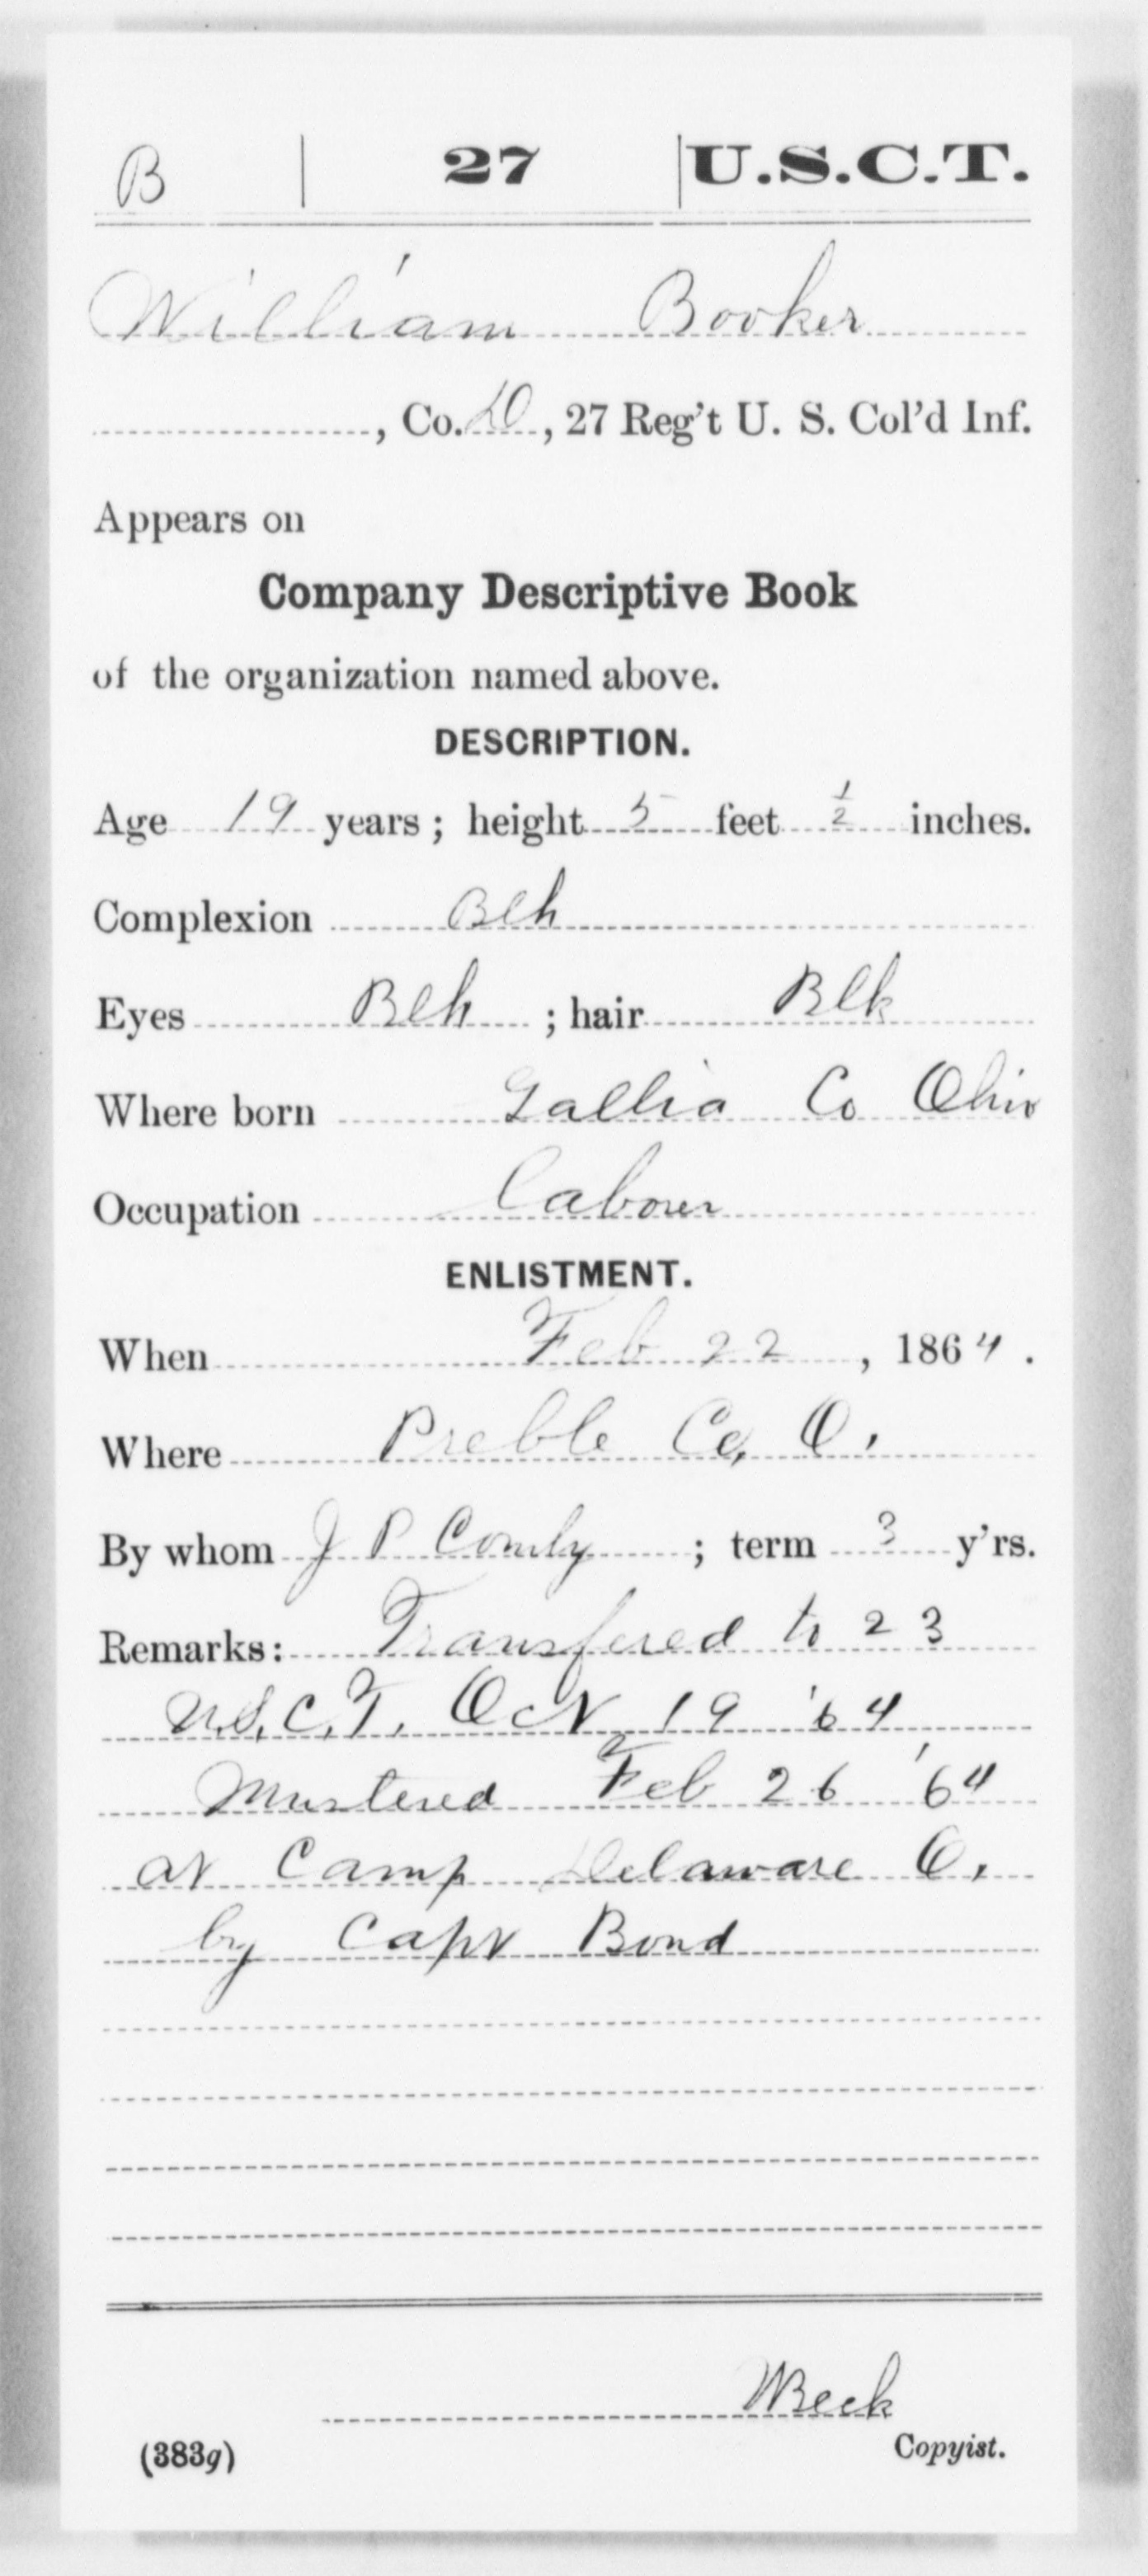 B | 27 | U.S.C.T.
William Booker
, Co. D, 27 Reg't U. S. Col'd Inf.
Appears on
Company Descriptive Book
of the organization named above.
DESCRIPTION.
Age 19 years; height 5 feet ½ inches.
Complexion Blk
Eyes Blk ; hair Blk
Where born Gallia Co Ohio
Occupation Labourer
ENLISTMENT.
When Feb 22, 1864.
Where Preble Co, O.
By whom J P Comly ; term 3 y'rs.
Remarks: Transfered to 23
U.S.C.T. Oct 19 '64
Mustered Feb 26 '64
at Camp Delaware O.
by Capt Bond
(383g)
Copyist.